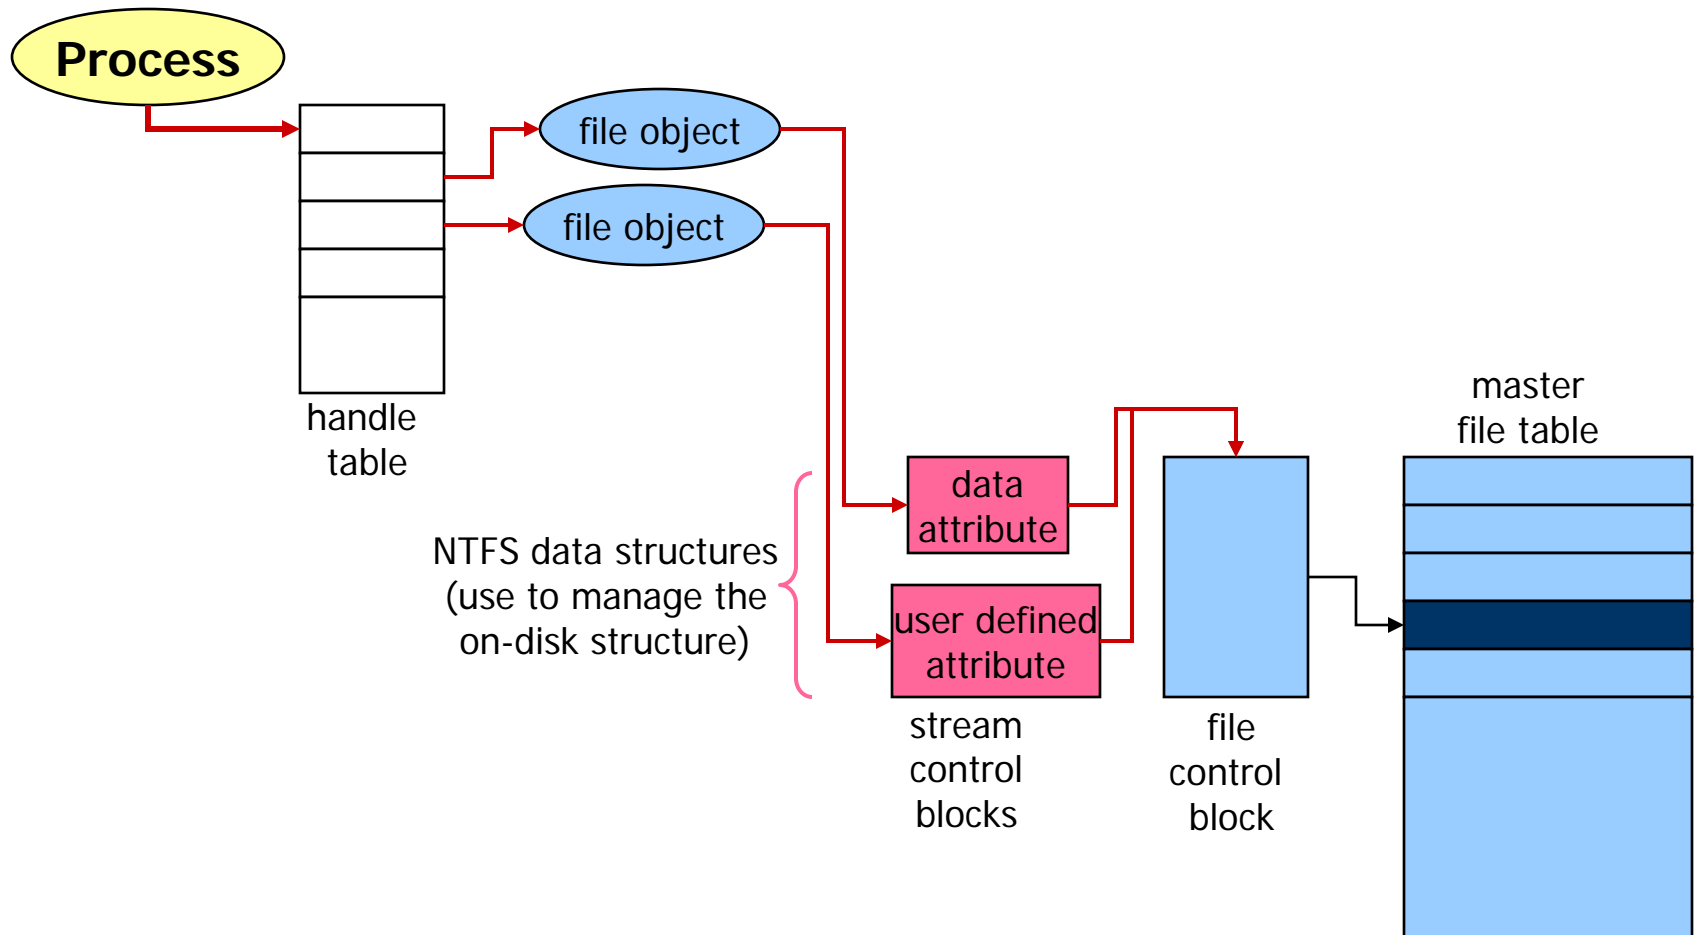 Process
file object
file object
handle
table
master
file table
data
attribute
NTFS data structures
(use to manage the
on-disk structure)
user defined
attribute
stream
control
blocks
file
control
block